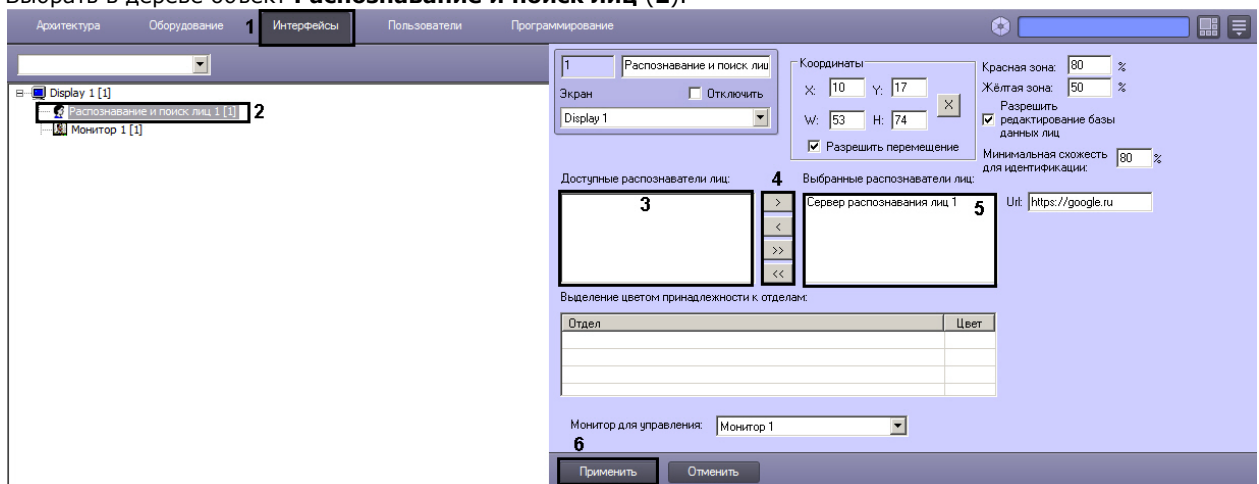 Выбрать в дереве объект Распознавание и поиск лиц (2).
Архитектура Оборудование 1 Интерфейсы Пользователи Программирование
Display 1 [1]
Распознавание и поиск лиц 1 [1] 2
Монитор 1 [1]
1 Распознавание и поиск лиц
Экран Отключить
Display 1
Координаты
X: 10 Y: 17
W: 53 H: 74 X
Разрешить перемещение
Красная зона: 80 %
Жёлтая зона: 50 %
Разрешить
редактирование базы
данных лиц
Минимальная схожесть 80 %
для идентификации:
Доступные распознаватели лиц: 4 Выбранные распознаватели лиц:
3 > Сервер распознавания лиц 1 5 Url: https://google.ru
<
>>
<<
Выделение цветом принадлежности к отделам:
Отдел Цвет
Монитор для управления: Монитор 1
6
Применить Отменить